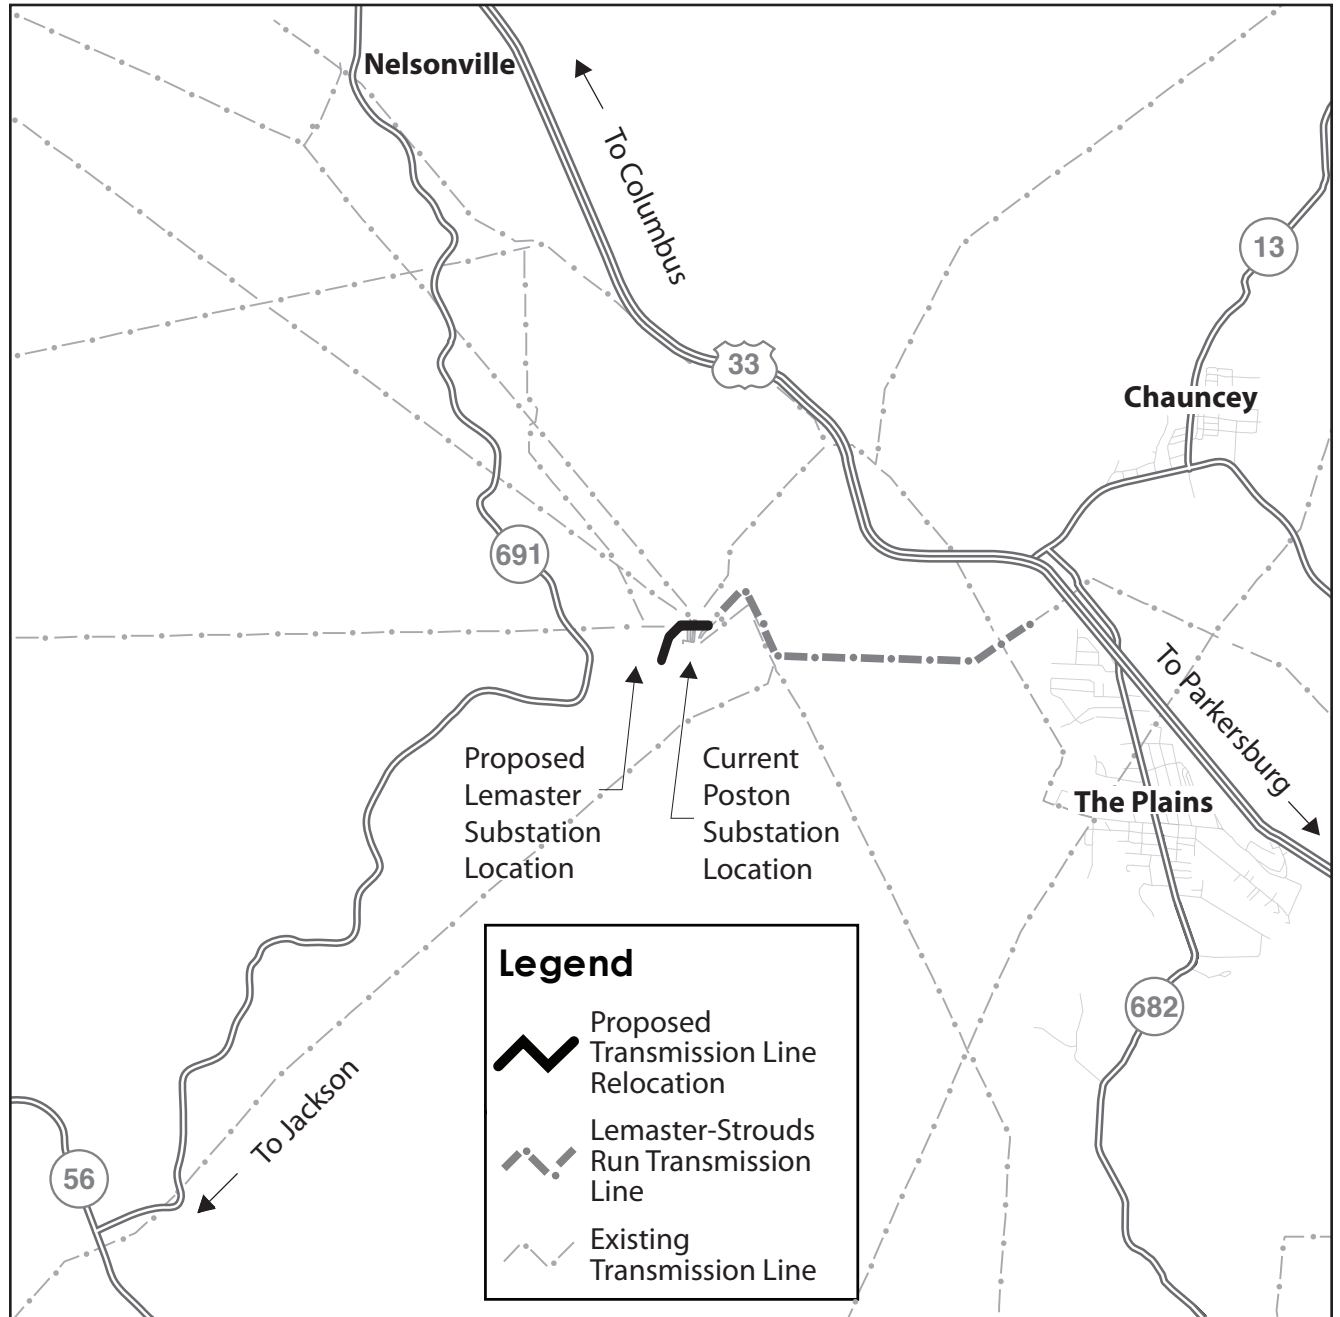 Nelsonville
To Columbus
13
33
Chauncey
691
To Parkersburg
Proposed
Lemaster
Substation
Location
Current
Poston
Substation
Location
The Plains
Legend
Proposed
Transmission Line
Relocation
Lemaster-Strouds
Run Transmission
Line
Existing
Transmission Line
682
To Jackson
56